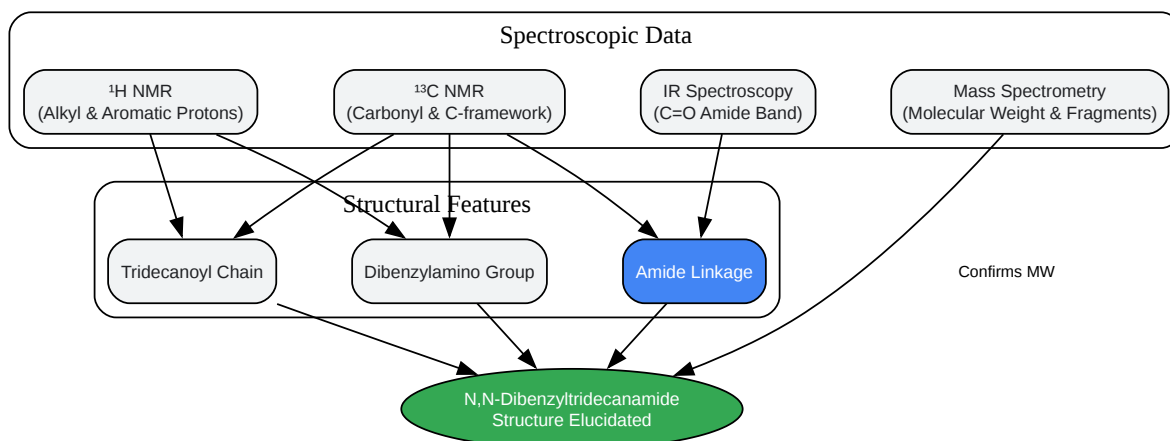 Spectroscopic Data
¹H NMR
(Alkyl & Aromatic Protons)
¹³C NMR
(Carbonyl & C-framework)
IR Spectroscopy
(C=O Amide Band)
Mass Spectrometry
(Molecular Weight & Fragments)
Structural Features
Tridecanoyl Chain
Dibenzylamino Group
Amide Linkage
Confirms MW
N,N-Dibenzyltridecanamide
Structure Elucidated